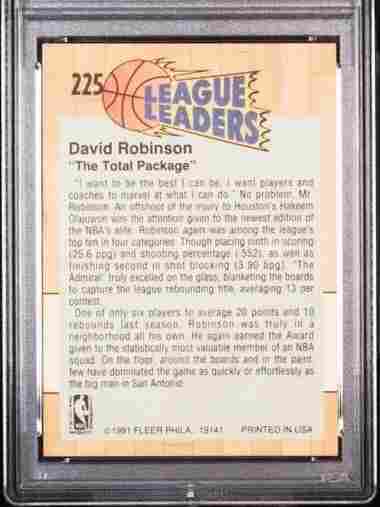 225
LEAGUE
LEADERS
David Robinson
"The Total Package"
"I want to be the best I can be, I want players and
coaches to marvel at what I can do." No problem, Mr.
Robinson. An offshoot of the injury to Houston's Hakeem
Olajuwon was the attention given to the newest edition of
the NBA's elite. Robinson again was among the league's
top ten in four categories. Though placing ninth in scoring
(25.6 ppg) and shooting percentage (.552), as well as
finishing second in shot blocking (3.90 bpg), "The
Admiral" truly excelled on the glass, blanketing the boards
to capture the league rebounding title, averaging 13 per
contest.
One of only six players to average 20 points and 10
rebounds last season, Robinson was truly in a
neighborhood all his own. He again earned the Award
given to the statistically most valuable member of an NBA
squad. On the floor, around the boards and in the paint,
few have dominated the game as quickly or effortlessly as
the big man in San Antonio.
NBA
©1991 FLEER PHILA. 19141 PRINTED IN USA